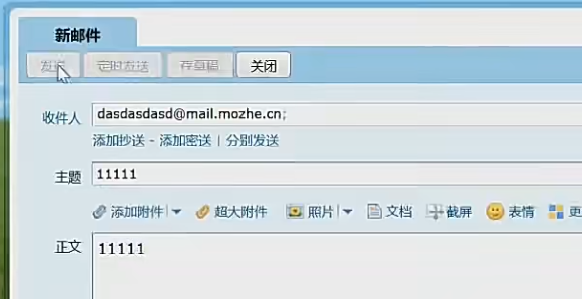 新邮件
发送 定时发送 存草稿 关闭
收件人 dasdasdasd@mail.mozhe.cn;
添加抄送 - 添加密送 | 分别发送
主题 11111
添加附件 | 超大附件 照片 | 文档 截屏 表情 更
正文 11111